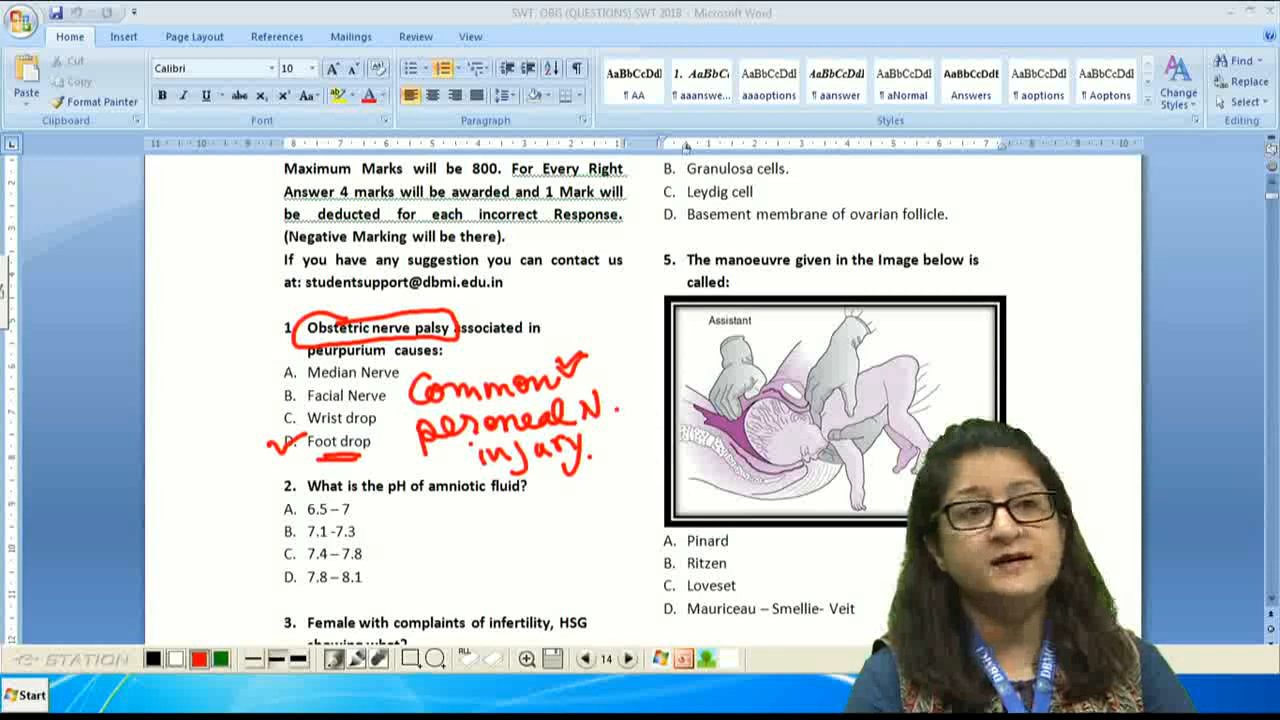 SWT. OBG (QUESTIONS) SWT 2018 - Microsoft Word
Home Insert Page Layout References Mailings Review View
Cut
Copy
Paste
Format Painter
Clipboard
Calibri 10
Font
Paragraph
AaBbCcDdI 1. AaBbC AaBbCcDdI AaBbCcDdI AaBbCcDdI AaBbCcDdt AaBbCcDdI AaBbCcDdI
¶ AA ¶ aaanswe... aaaoptions ¶ aanswer ¶ aNormal Answers ¶ aoptions ¶ Aoptons
Change
Styles
Styles
Find
Replace
Select
Editing
Maximum Marks will be 800. For Every Right
Answer 4 marks will be awarded and 1 Mark will
be deducted for each incorrect Response.
(Negative Marking will be there).
If you have any suggestion you can contact us
at: studentsupport@dbmi.edu.in
1. Obstetric nerve palsy associated in
peurpurium causes:
A. Median Nerve
B. Facial Nerve
C. Wrist drop
D. Foot drop
Common
peroneal N.
injury.
2. What is the pH of amniotic fluid?
A. 6.5 – 7
B. 7.1 -7.3
C. 7.4 – 7.8
D. 7.8 – 8.1
3. Female with complaints of infertility, HSG
showing what?
B. Granulosa cells.
C. Leydig cell
D. Basement membrane of ovarian follicle.
5. The manoeuvre given in the Image below is
called:
Assistant
A. Pinard
B. Ritzen
C. Loveset
D. Mauriceau – Smellie- Veit
e-STATION
ALL
14
Start
DBMI